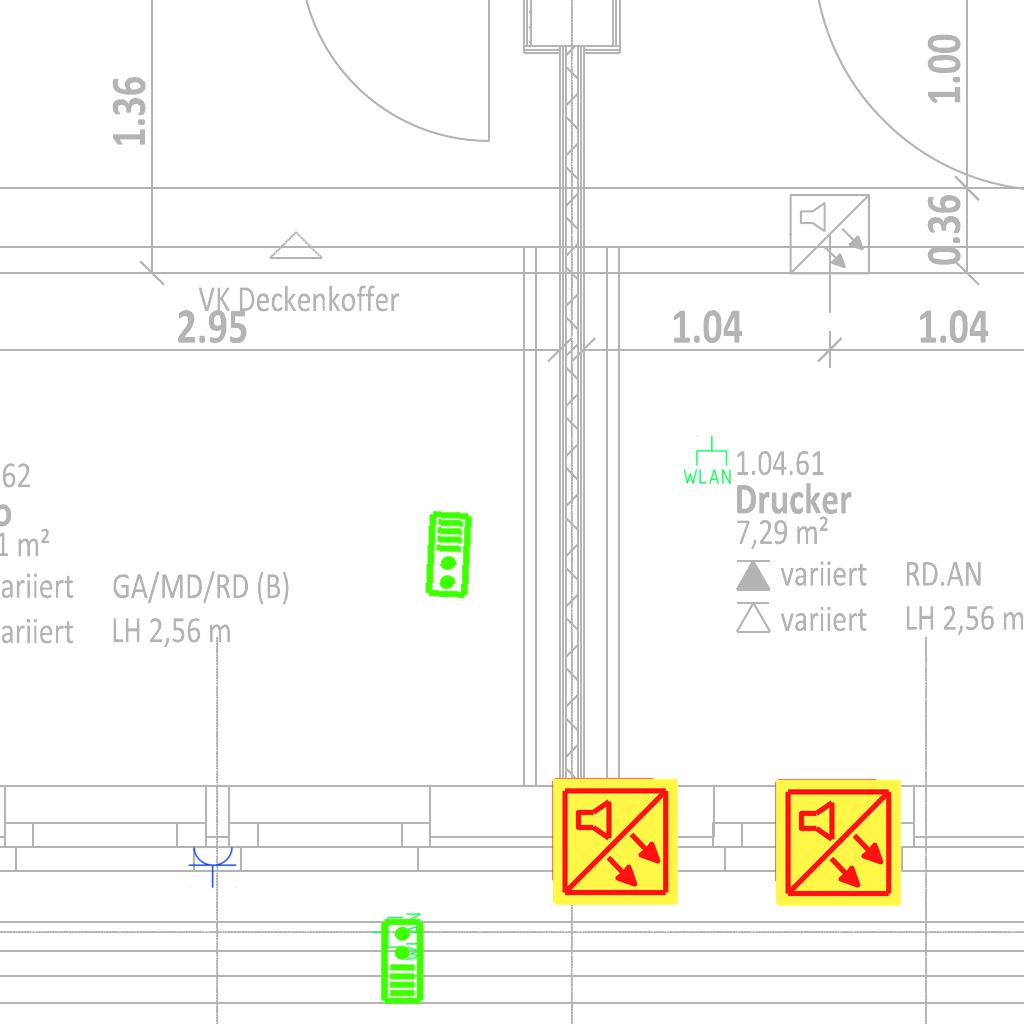 1.36
1.00
0.36
VK Deckenkoffer
2.95
1.04
1.04
62
1 m²
ariiert GA/MD/RD (B)
ariiert LH 2,56 m
WLAN
1.04.61
Drucker
7,29 m²
variiert RD.AN
variiert LH 2,56 m